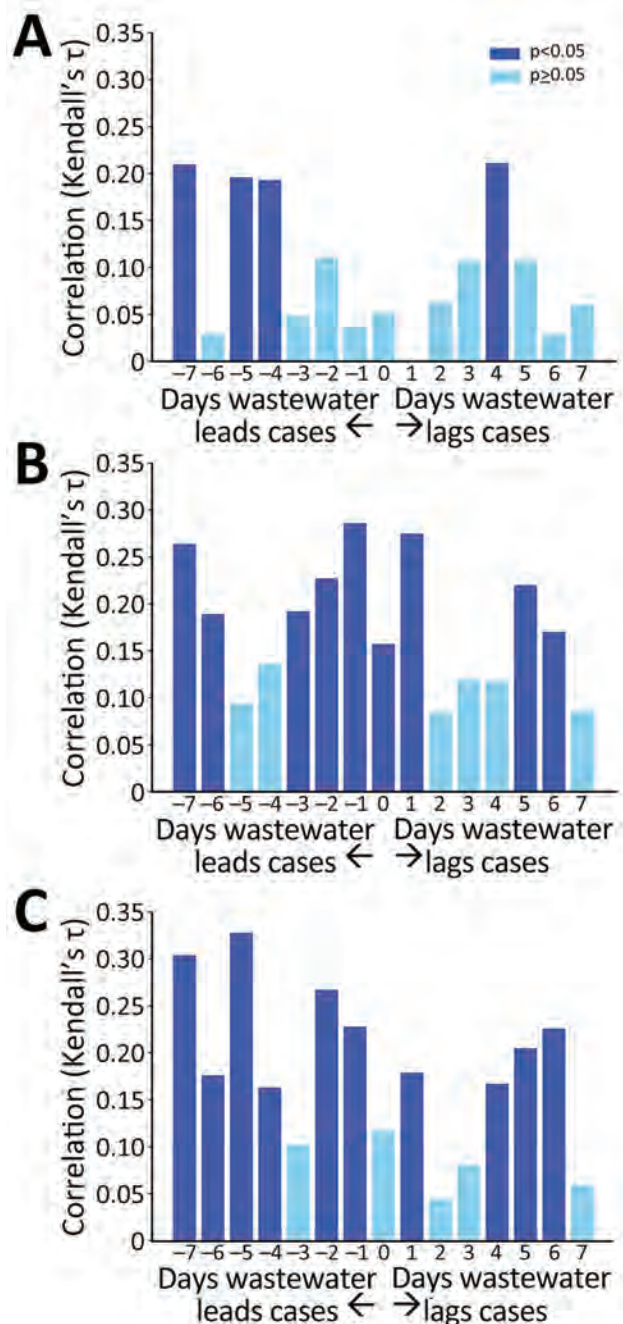 A
0.35
0.30
0.25
0.20
0.15
0.10
0.05
0
Correlation (Kendall's τ)
p<0.05
p≥0.05
–7 –6 –5 –4 –3 –2 –1 0 1 2 3 4 5 6 7
Days wastewater Days wastewater
leads cases ← →lags cases
B
0.35
0.30
0.25
0.20
0.15
0.10
0.05
0
Correlation (Kendall's τ)
–7 –6 –5 –4 –3 –2 –1 0 1 2 3 4 5 6 7
Days wastewater Days wastewater
leads cases ← →lags cases
C
0.35
0.30
0.25
0.20
0.15
0.10
0.05
0
Correlation (Kendall's τ)
–7 –6 –5 –4 –3 –2 –1 0 1 2 3 4 5 6 7
Days wastewater Days wastewater
leads cases ← →lags cases